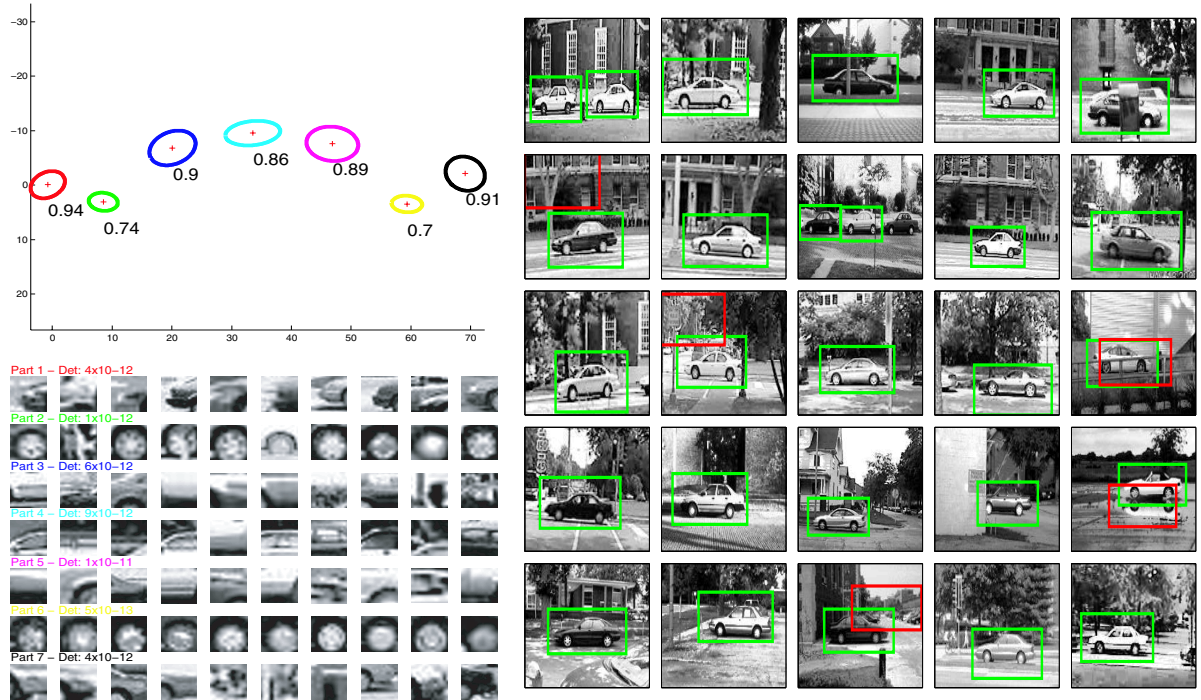 −30
−20
−10
0
10
20
0 10 20 30 40 50 60 70
0.94
0.74
0.9
0.86
0.89
0.7
0.91
Part 1 − Det: 4x10−12
Part 2 − Det: 1x10−12
Part 3 − Det: 6x10−12
Part 4 − Det: 9x10−12
Part 5 − Det: 1x10−11
Part 6 − Det: 5x10−13
Part 7 − Det: 4x10−12